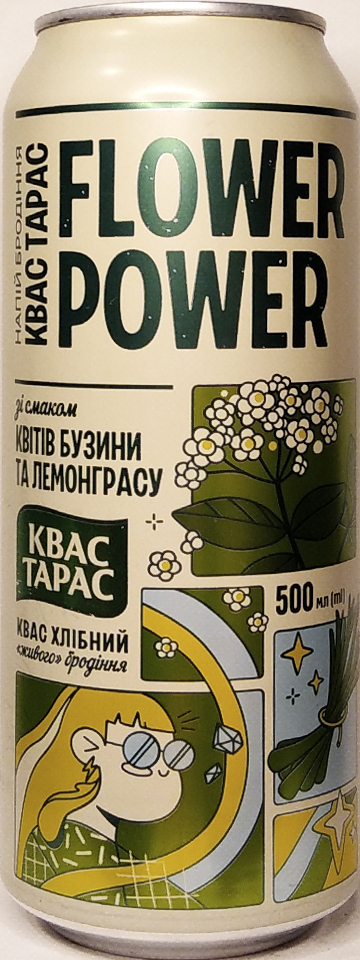 НАПІЙ БРОДІННЯ
КВАС ТАРАС
FLOWER
POWER
зі смаком
КВІТІВ БУЗИНИ
ТА ЛЕМОНГРАСУ
КВАС
ТАРАС
500 мл (ml)
КВАС ХЛІБНИЙ
«живого» бродіння